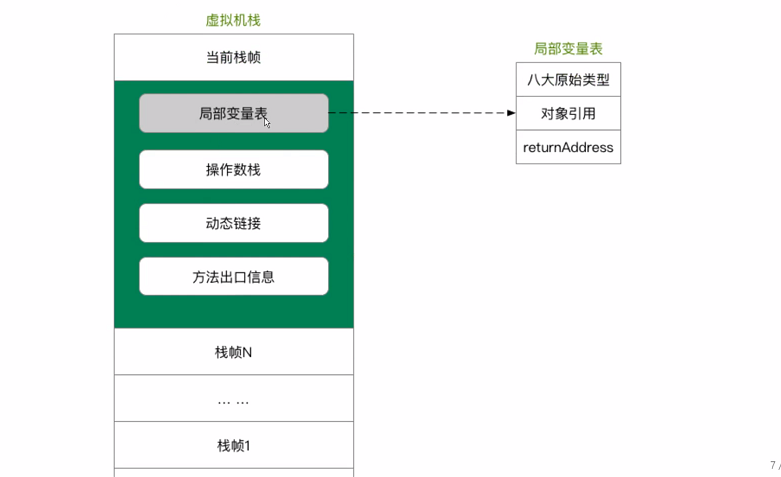 虚拟机栈
当前栈帧
局部变量表
操作数栈
动态链接
方法出口信息
栈帧N
... ...
栈帧1
局部变量表
八大原始类型
对象引用
returnAddress
7 /